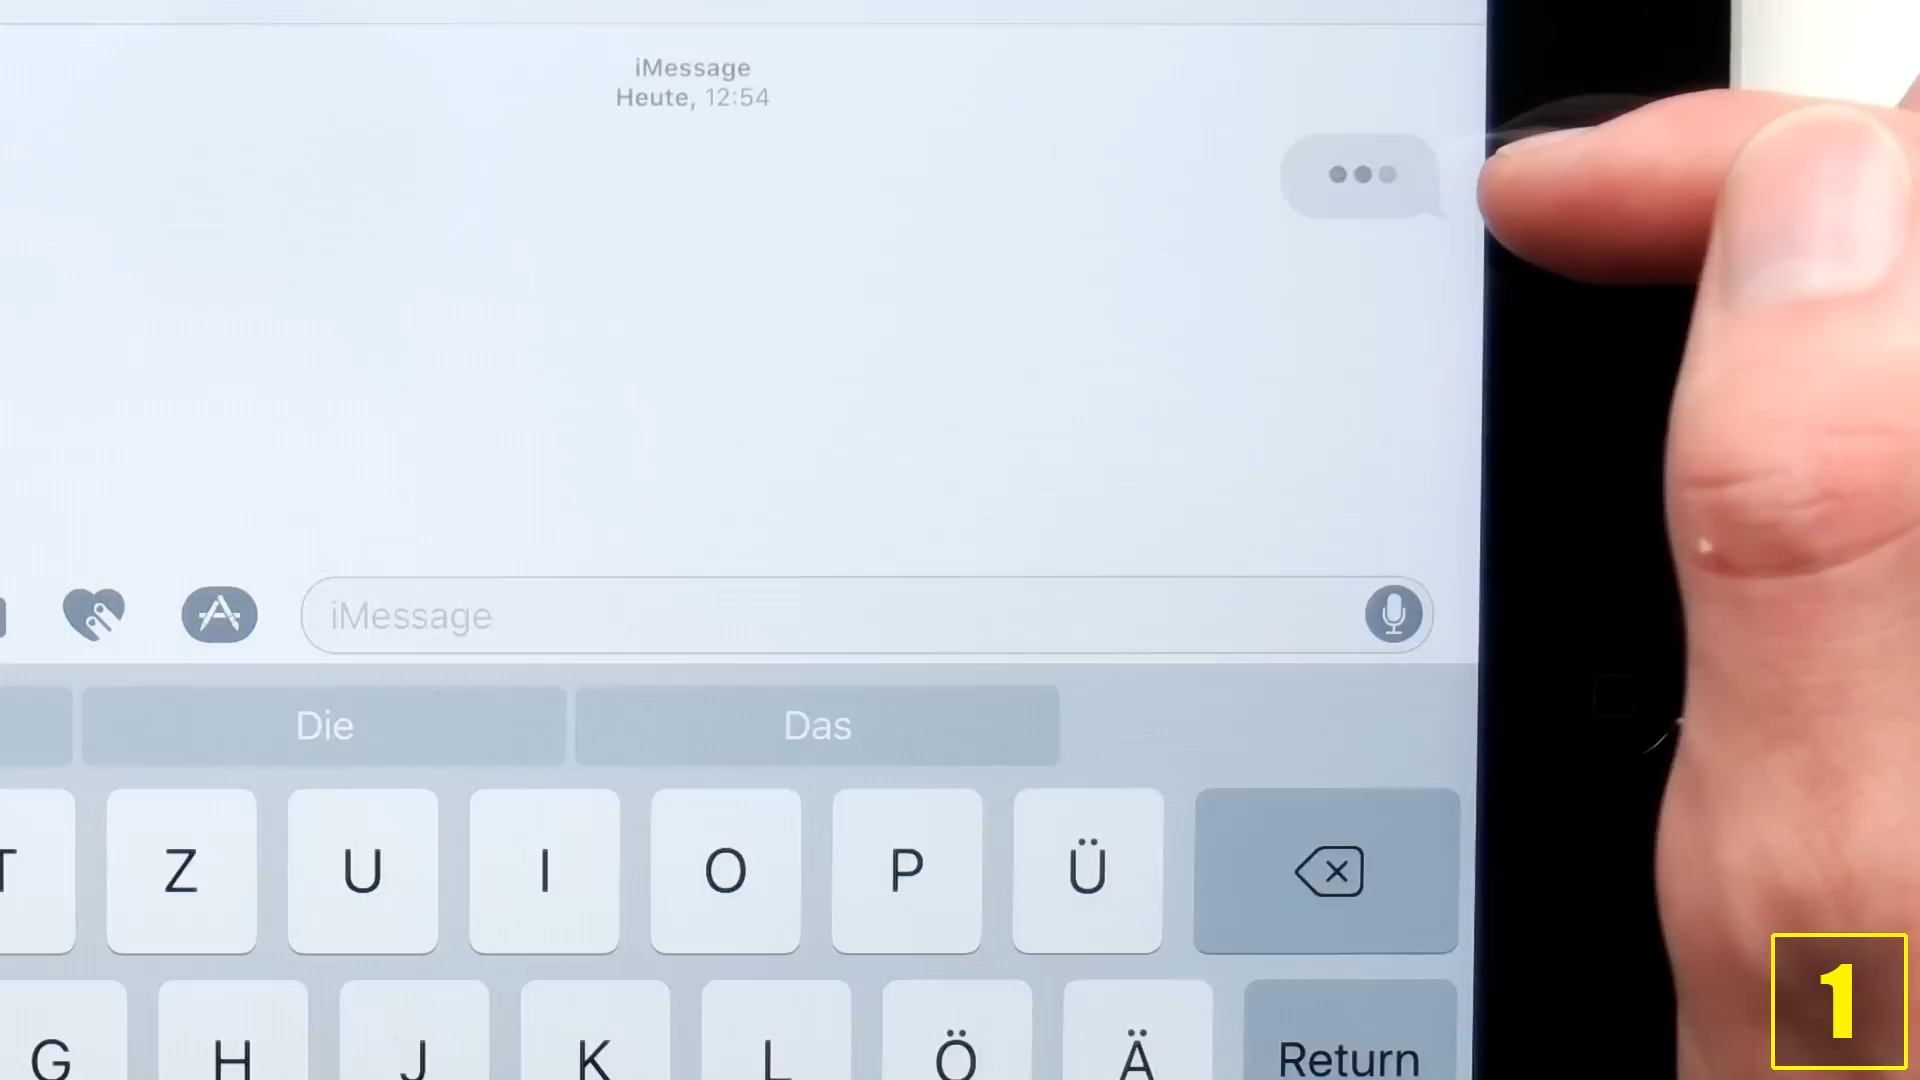 iMessage
Heute, 12:54
iMessage
Die
Das
T Z U I O P Ü
G H J K L Ö Ä Return
1